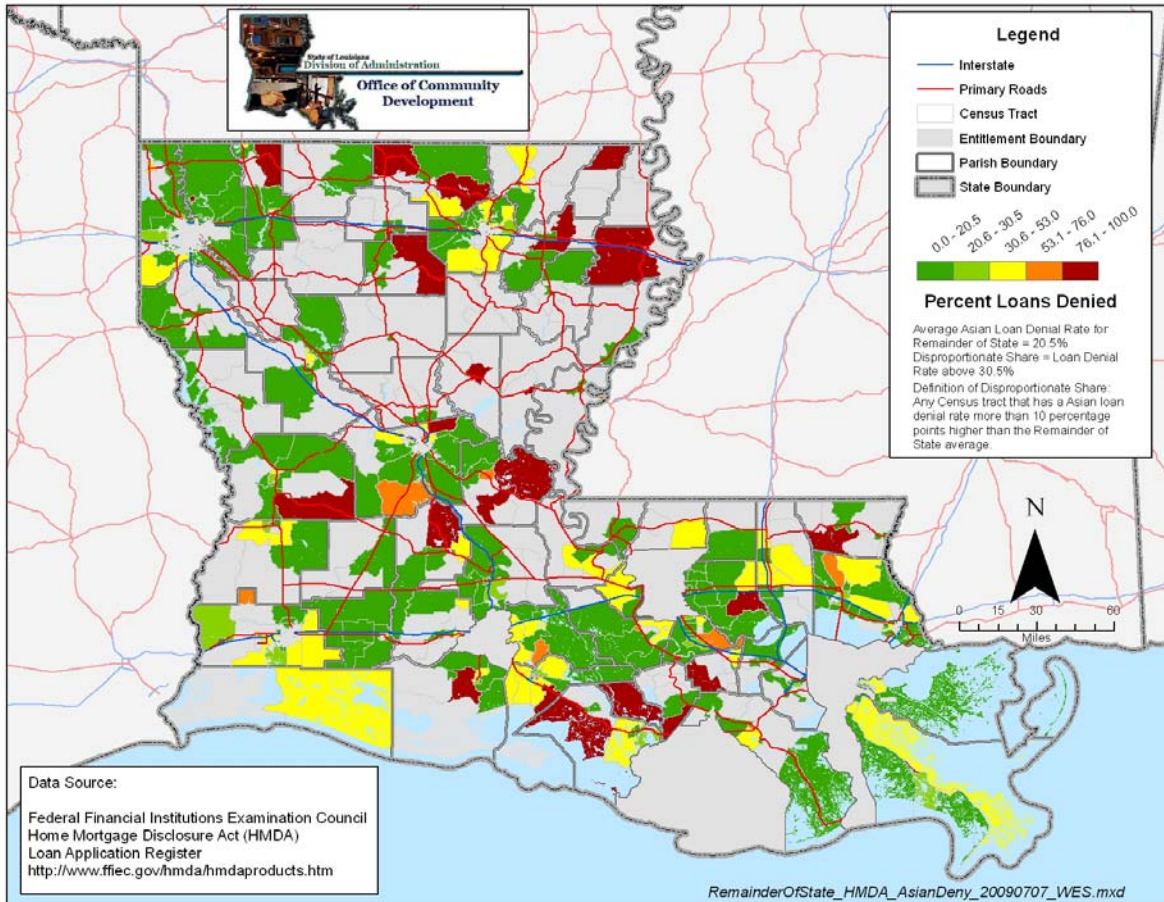 State of Louisiana
Division of Administration
Office of Community
Development
Legend
Interstate
Primary Roads
Census Tract
Entitlement Boundary
Parish Boundary
State Boundary
0.0 - 20.5
20.6 - 30.5
30.6 - 53.0
53.1 - 76.0
76.1 - 100.0
Percent Loans Denied
Average Asian Loan Denial Rate for
Remainder of State = 20.5%
Disproportionate Share = Loan Denial
Rate above 30.5%
Definition of Disproportionate Share:
Any Census tract that has a Asian loan
denial rate more than 10 percentage
points higher than the Remainder of
State average.
N
0 15 30 60
Miles
Data Source:
Federal Financial Institutions Examination Council
Home Mortgage Disclosure Act (HMDA)
Loan Application Register
http://www.ffiec.gov/hmda/hmdaproducts.htm
RemainderOfState_HMDA_AsianDeny_20090707_WES.mxd